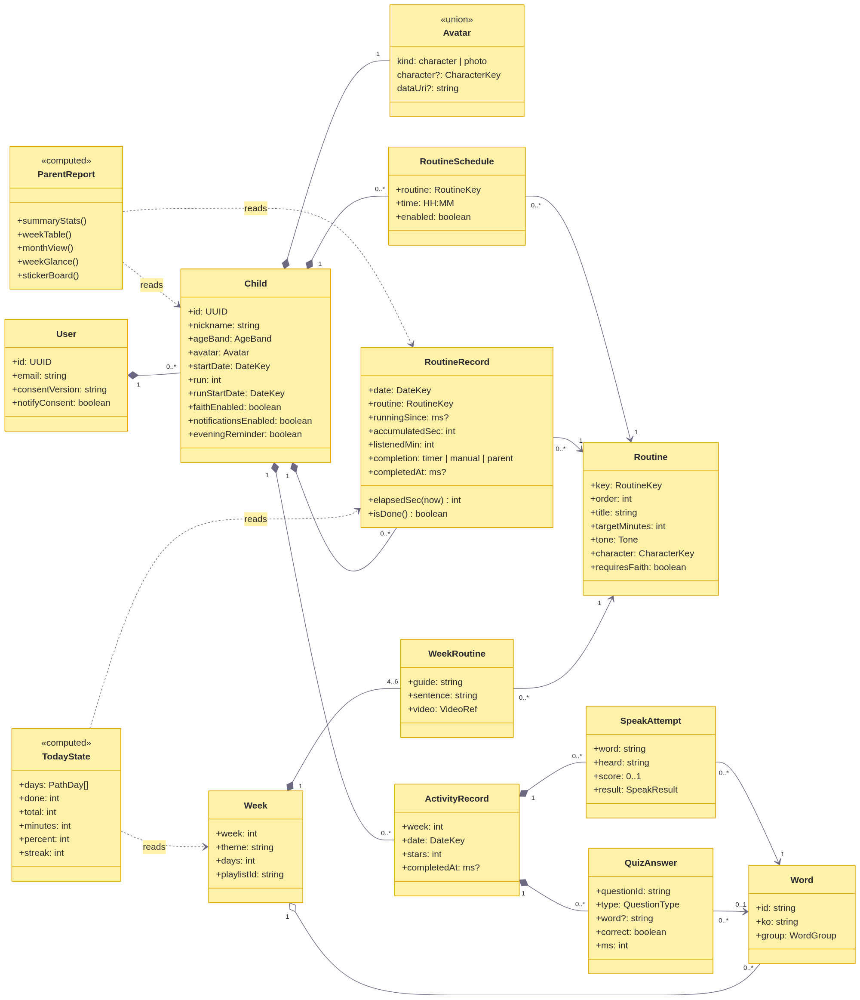 «union»
Avatar
kind: character | photo
character?: CharacterKey
dataUri?: string
1
«computed»
ParentReport
+summaryStats()
+weekTable()
+monthView()
+weekGlance()
+stickerBoard()
reads
reads
RoutineSchedule
+routine: RoutineKey
+time: HH:MM
+enabled: boolean
0..*
1
0..*
1
Child
+id: UUID
+nickname: string
+ageBand: AgeBand
+avatar: Avatar
+startDate: DateKey
+run: int
+runStartDate: DateKey
+faithEnabled: boolean
+notificationsEnabled: boolean
+eveningReminder: boolean
User
+id: UUID
+email: string
+consentVersion: string
+notifyConsent: boolean
1
0..*
1
1
RoutineRecord
+date: DateKey
+routine: RoutineKey
+runningSince: ms?
+accumulatedSec: int
+listenedMin: int
+completion: timer | manual | parent
+completedAt: ms?
+elapsedSec(now) : int
+isDone() : boolean
0..*
0..*
1
reads
Routine
+key: RoutineKey
+order: int
+title: string
+targetMinutes: int
+tone: Tone
+character: CharacterKey
+requiresFaith: boolean
1
WeekRoutine
+guide: string
+sentence: string
+video: VideoRef
4..6
0..*
«computed»
TodayState
+days: PathDay[]
+done: int
+total: int
+minutes: int
+percent: int
+streak: int
reads
1
Week
+week: int
+theme: string
+days: int
+playlistId: string
1
ActivityRecord
+week: int
+date: DateKey
+stars: int
+completedAt: ms?
0..*
1
1
SpeakAttempt
+word: string
+heard: string
+score: 0..1
+result: SpeakResult
0..*
0..*
QuizAnswer
+questionId: string
+type: QuestionType
+word?: string
+correct: boolean
+ms: int
0..*
0..*
0..1
1
Word
+id: string
+ko: string
+group: WordGroup
0..*